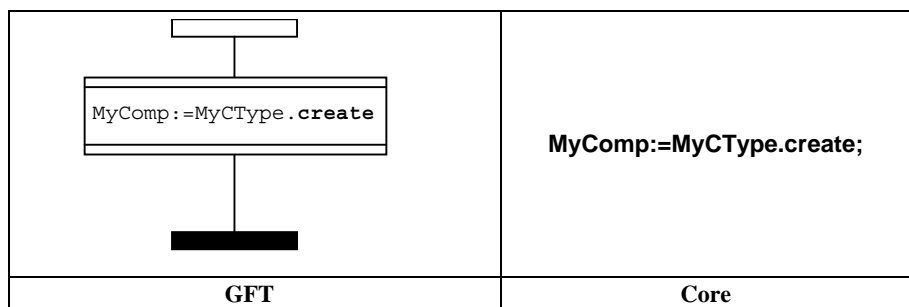 MyComp:=MyCType.create
MyComp:=MyCType.create;
GFT
Core